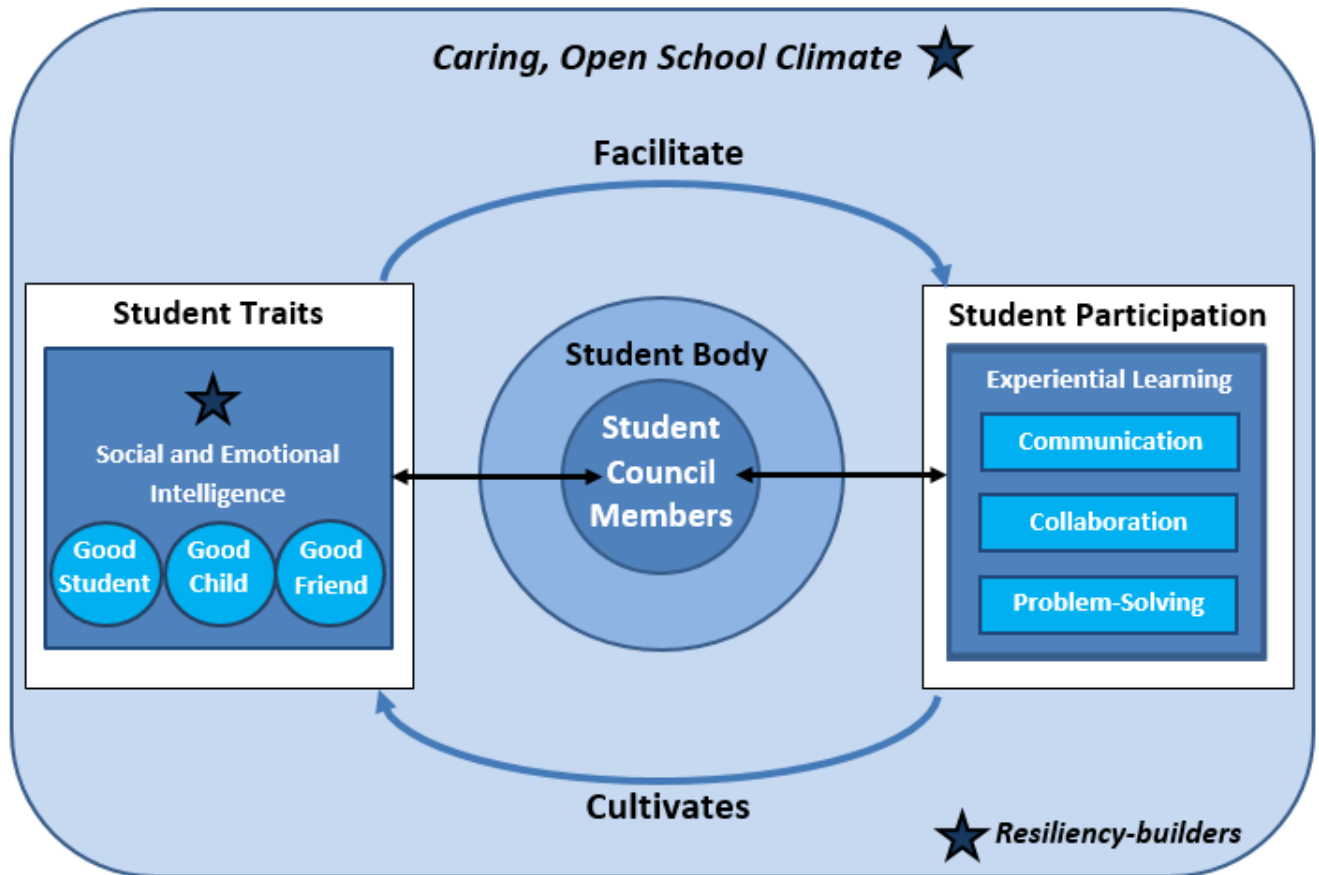 Caring, Open School Climate
Facilitate
Student Traits
Social and Emotional
Intelligence
Good
Student
Good
Child
Good
Friend
Student Body
Student
Council
Members
Student Participation
Experiential Learning
Communication
Collaboration
Problem-Solving
Cultivates
Resiliency-builders